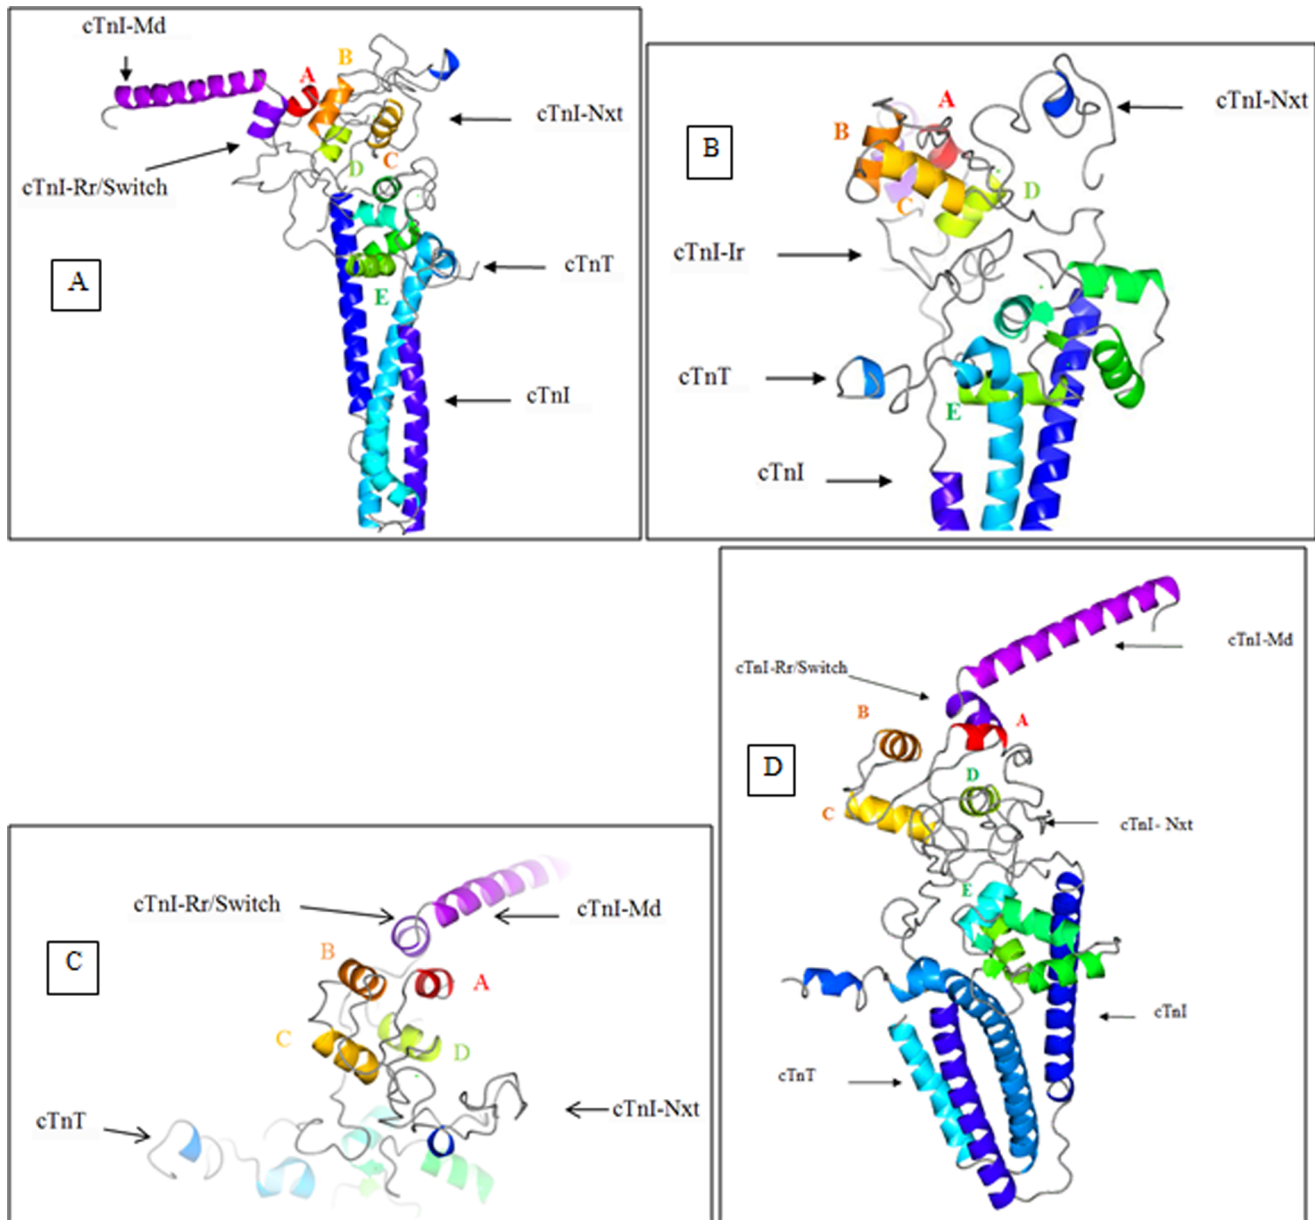 cTnI-Md
A
B
cTnI-Nxt
cTnI-Rr/Switch
D
C
cTnT
A
E
cTnI
A
cTnI-Nxt
B
B
D
C
cTnI-Ir
cTnT
E
cTnI
cTnI-Md
cTnI-Rr/Switch
B
A
D
D
C
cTnI- Nxt
E
cTnI
cTnT
cTnI-Rr/Switch
cTnI-Md
B
C
A
C
D
cTnI-Nxt
cTnT